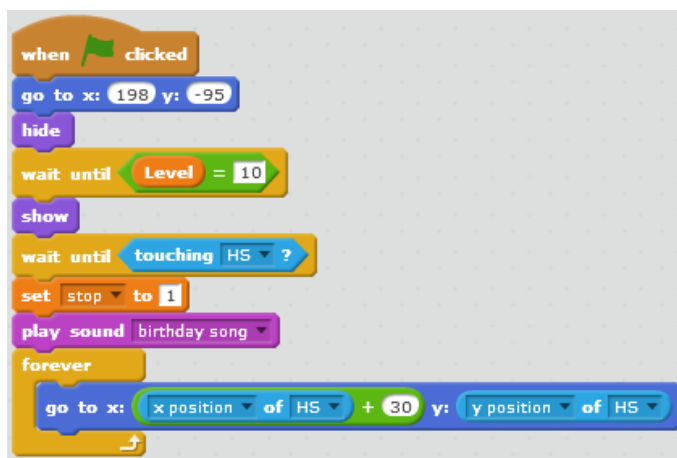 when clicked
go to x: 198 y: -95
hide
wait until Level = 10
show
wait until touching HS ?
set stop to 1
play sound birthday song
forever
go to x: x position of HS + 30 y: y position of HS